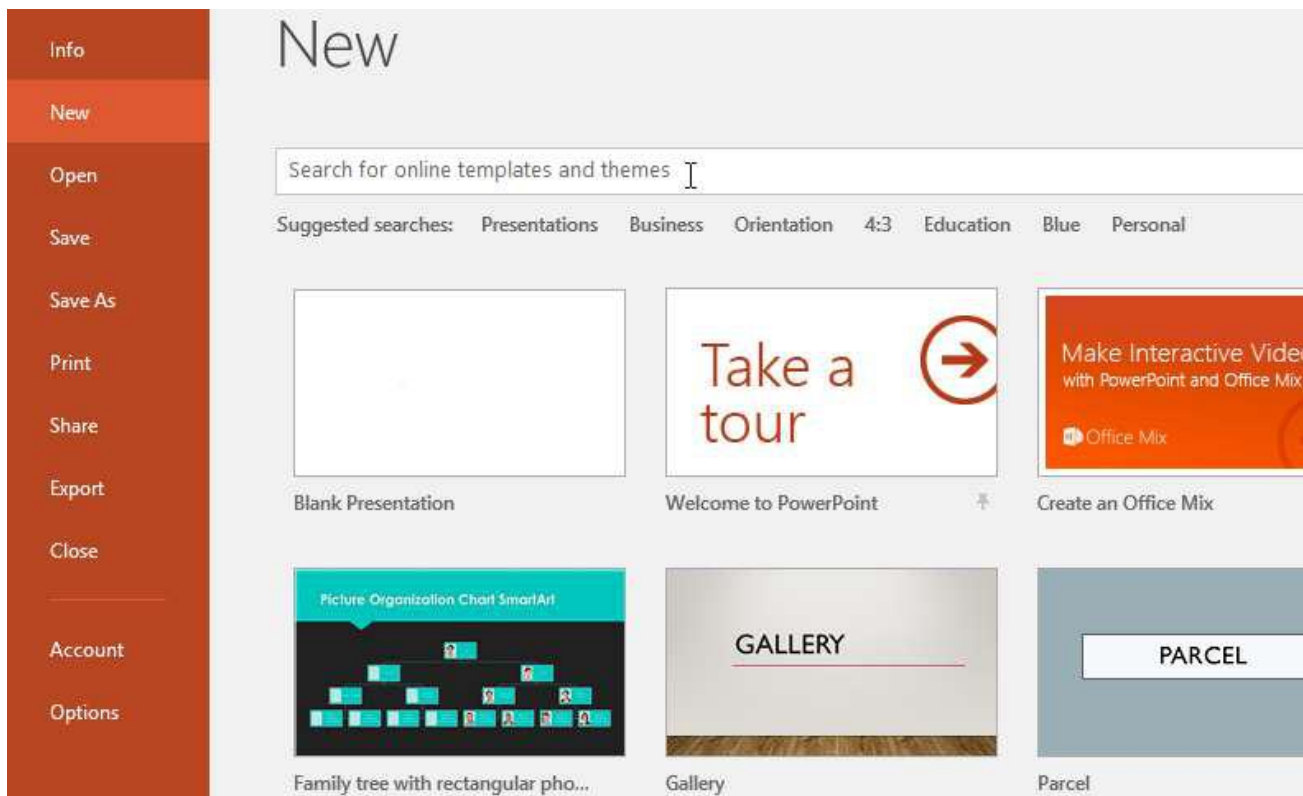 Info
New
Open
Save
Save As
Print
Share
Export
Close
Account
Options
New
Search for online templates and themes
Suggested searches: Presentations Business Orientation 4:3 Education Blue Personal
Take a
tour
Make Interactive Vide
with PowerPoint and Office Mix
Office Mix
Blank Presentation
Welcome to PowerPoint
Create an Office Mix
Picture Organization Chart SmartArt
GALLERY
PARCEL
Family tree with rectangular pho...
Gallery
Parcel